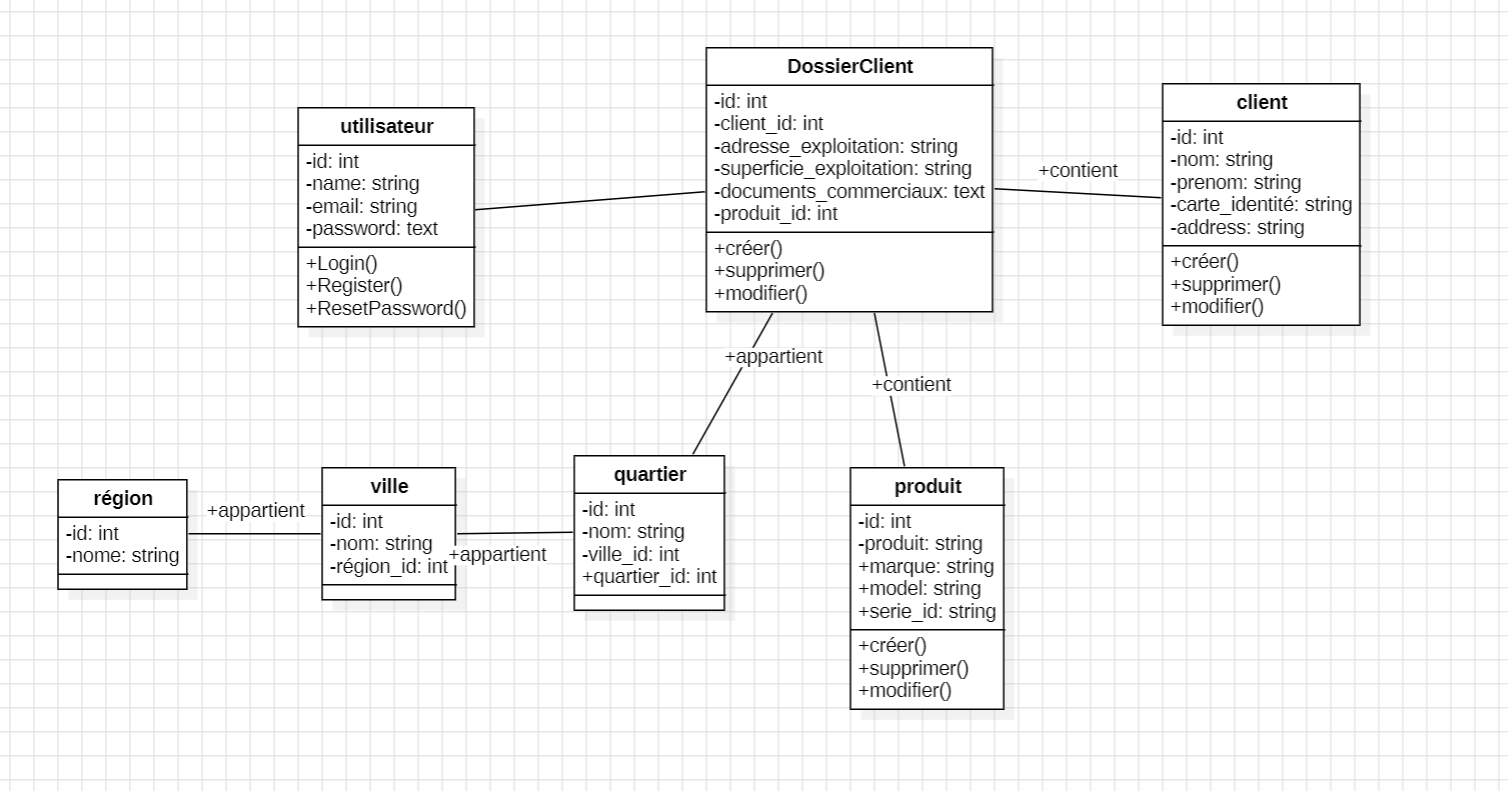 DossierClient
-id: int
-client_id: int
-adresse_exploitation: string
-superficie_exploitation: string
-documents_commerciaux: text
-produit_id: int
+créer()
+supprimer()
+modifier()
client
-id: int
-nom: string
-prenom: string
-carte_identité: string
-address: string
+créer()
+supprimer()
+modifier()
+contient
utilisateur
-id: int
-name: string
-email: string
-password: text
+Login()
+Register()
+ResetPassword()
+appartient
+contient
région
-id: int
-nome: string
+appartient
ville
-id: int
-nom: string
-région_id: int
+appartient
quartier
-id: int
-nom: string
-ville_id: int
+quartier_id: int
produit
-id: int
-produit: string
+marque: string
+model: string
+serie_id: string
+créer()
+supprimer()
+modifier()